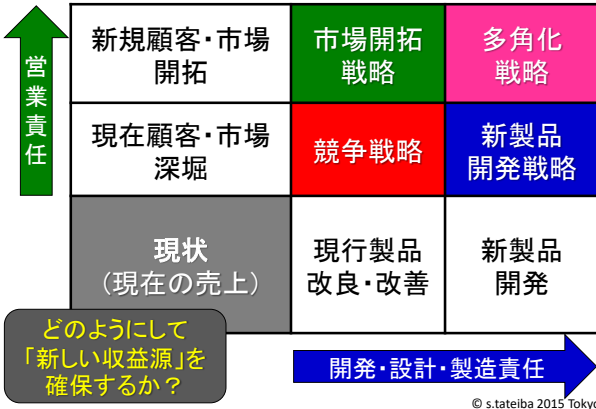 営業責任
新規顧客・市場
開拓
市場開拓
戦略
多角化
戦略
現在顧客・市場
深堀
競争戦略
新製品
開発戦略
現状
(現在の売上)
現行製品
改良・改善
新製品
開発
どのようにして
「新しい収益源」を
確保するか？
開発・設計・製造責任
© s.tateiba 2015 Tokyo